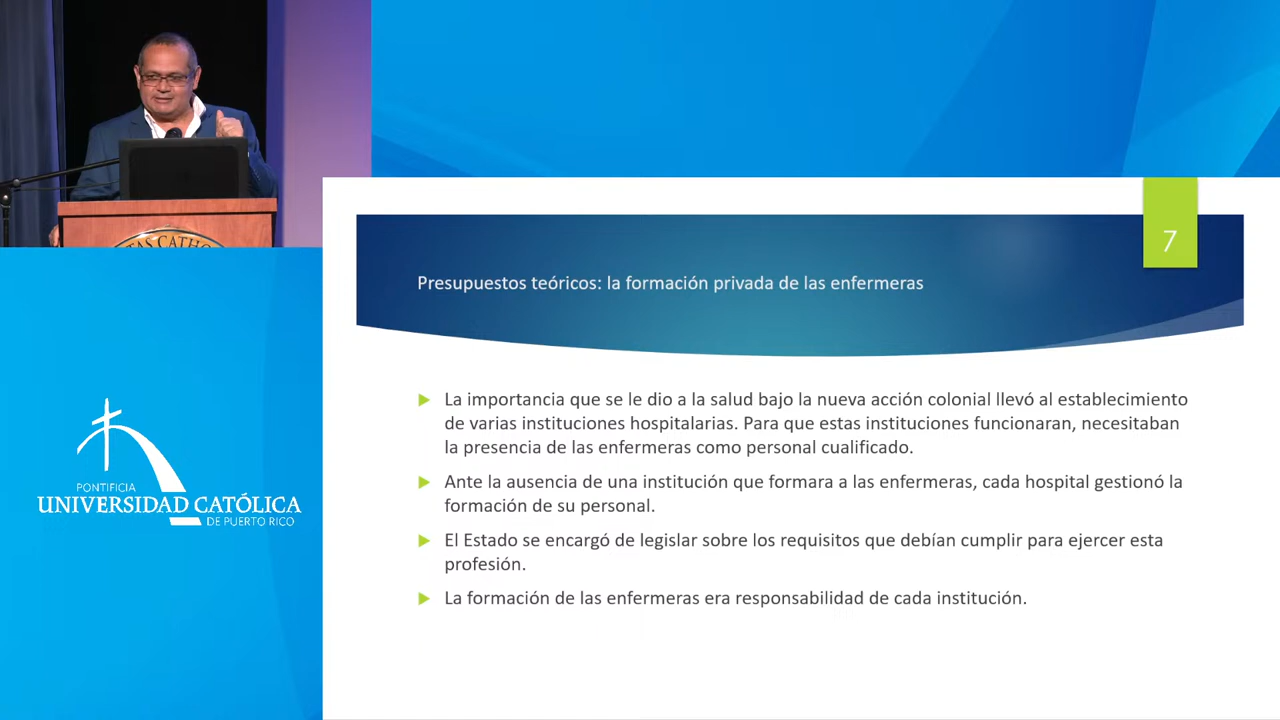 TAS CATHO
7
Presupuestos teóricos: la formación privada de las enfermeras
La importancia que se le dio a la salud bajo la nueva acción colonial llevó al establecimiento
de varias instituciones hospitalarias. Para que estas instituciones funcionaran, necesitaban
la presencia de las enfermeras como personal cualificado.
Ante la ausencia de una institución que formara a las enfermeras, cada hospital gestionó la
formación de su personal.
El Estado se encargó de legislar sobre los requisitos que debían cumplir para ejercer esta
profesión.
La formación de las enfermeras era responsabilidad de cada institución.
PONTIFICIA
UNIVERSIDAD CATÓLICA
DE PUERTO RICO